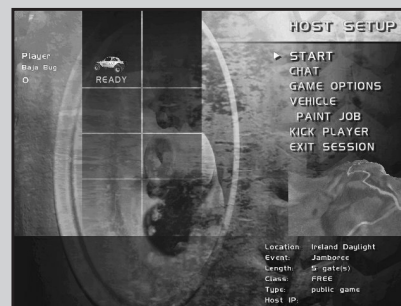 HOST SETUP
Player
Baja Bug
0
READY
START
CHAT
GAME OPTIONS
VEHICLE
PAINT JOB
KICK PLAYER
EXIT SESSION
Location: Ireland Daylight
Event: Jamboree
Length: 5 gate(s)
Class: FREE
Type: public game
Host IP: